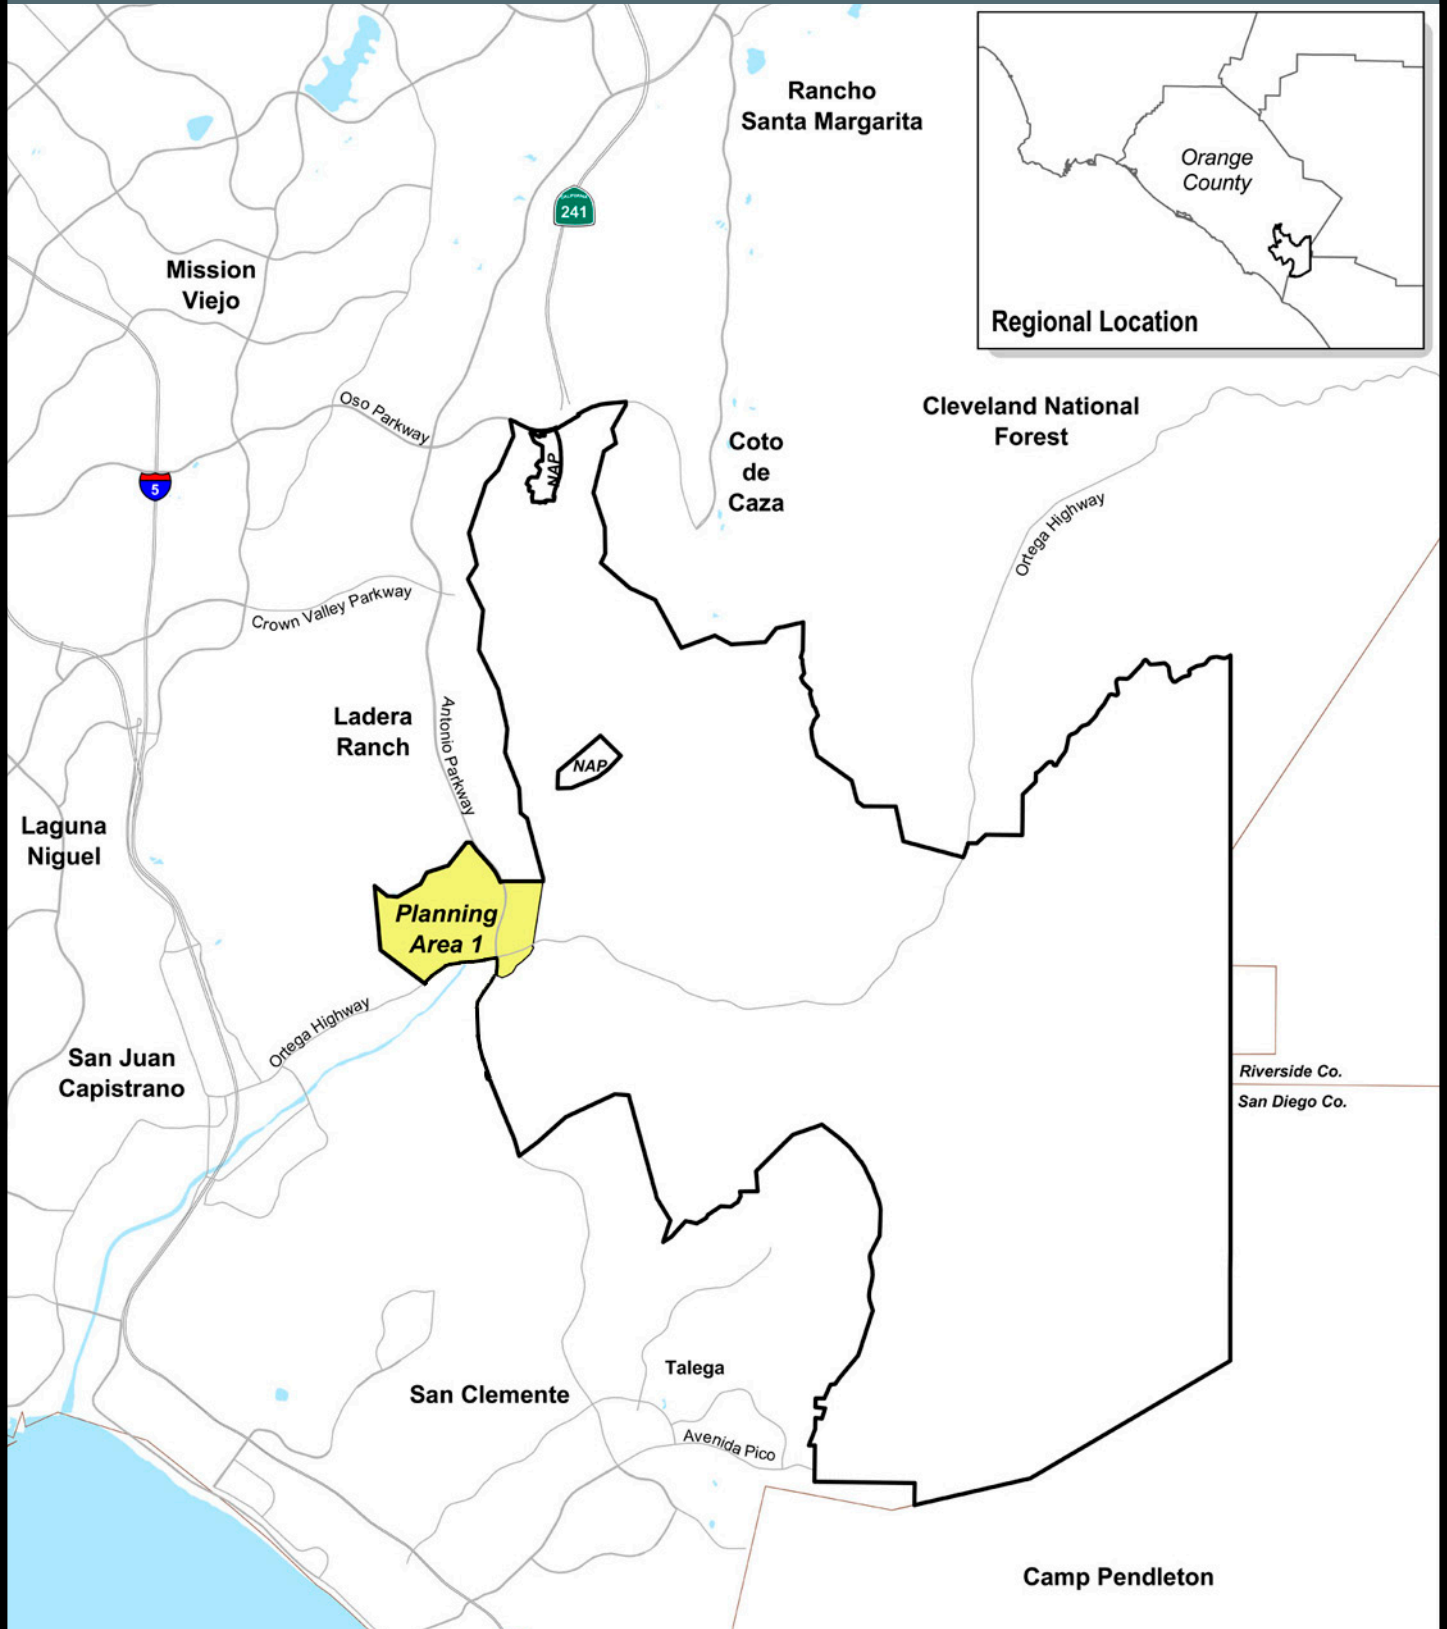 Rancho
Santa Margarita
CALIFORNIA
241
Orange
County
Regional Location
Mission
Viejo
Oso Parkway
NAP
Coto
de
Caza
Cleveland National
Forest
Ortega Highway
5
Crown Valley Parkway
Ladera
Ranch
Antonio Parkway
NAP
Laguna
Niguel
Planning
Area 1
Ortega Highway
San Juan
Capistrano
Riverside Co.
San Diego Co.
Talega
San Clemente
Avenida Pico
Camp Pendleton